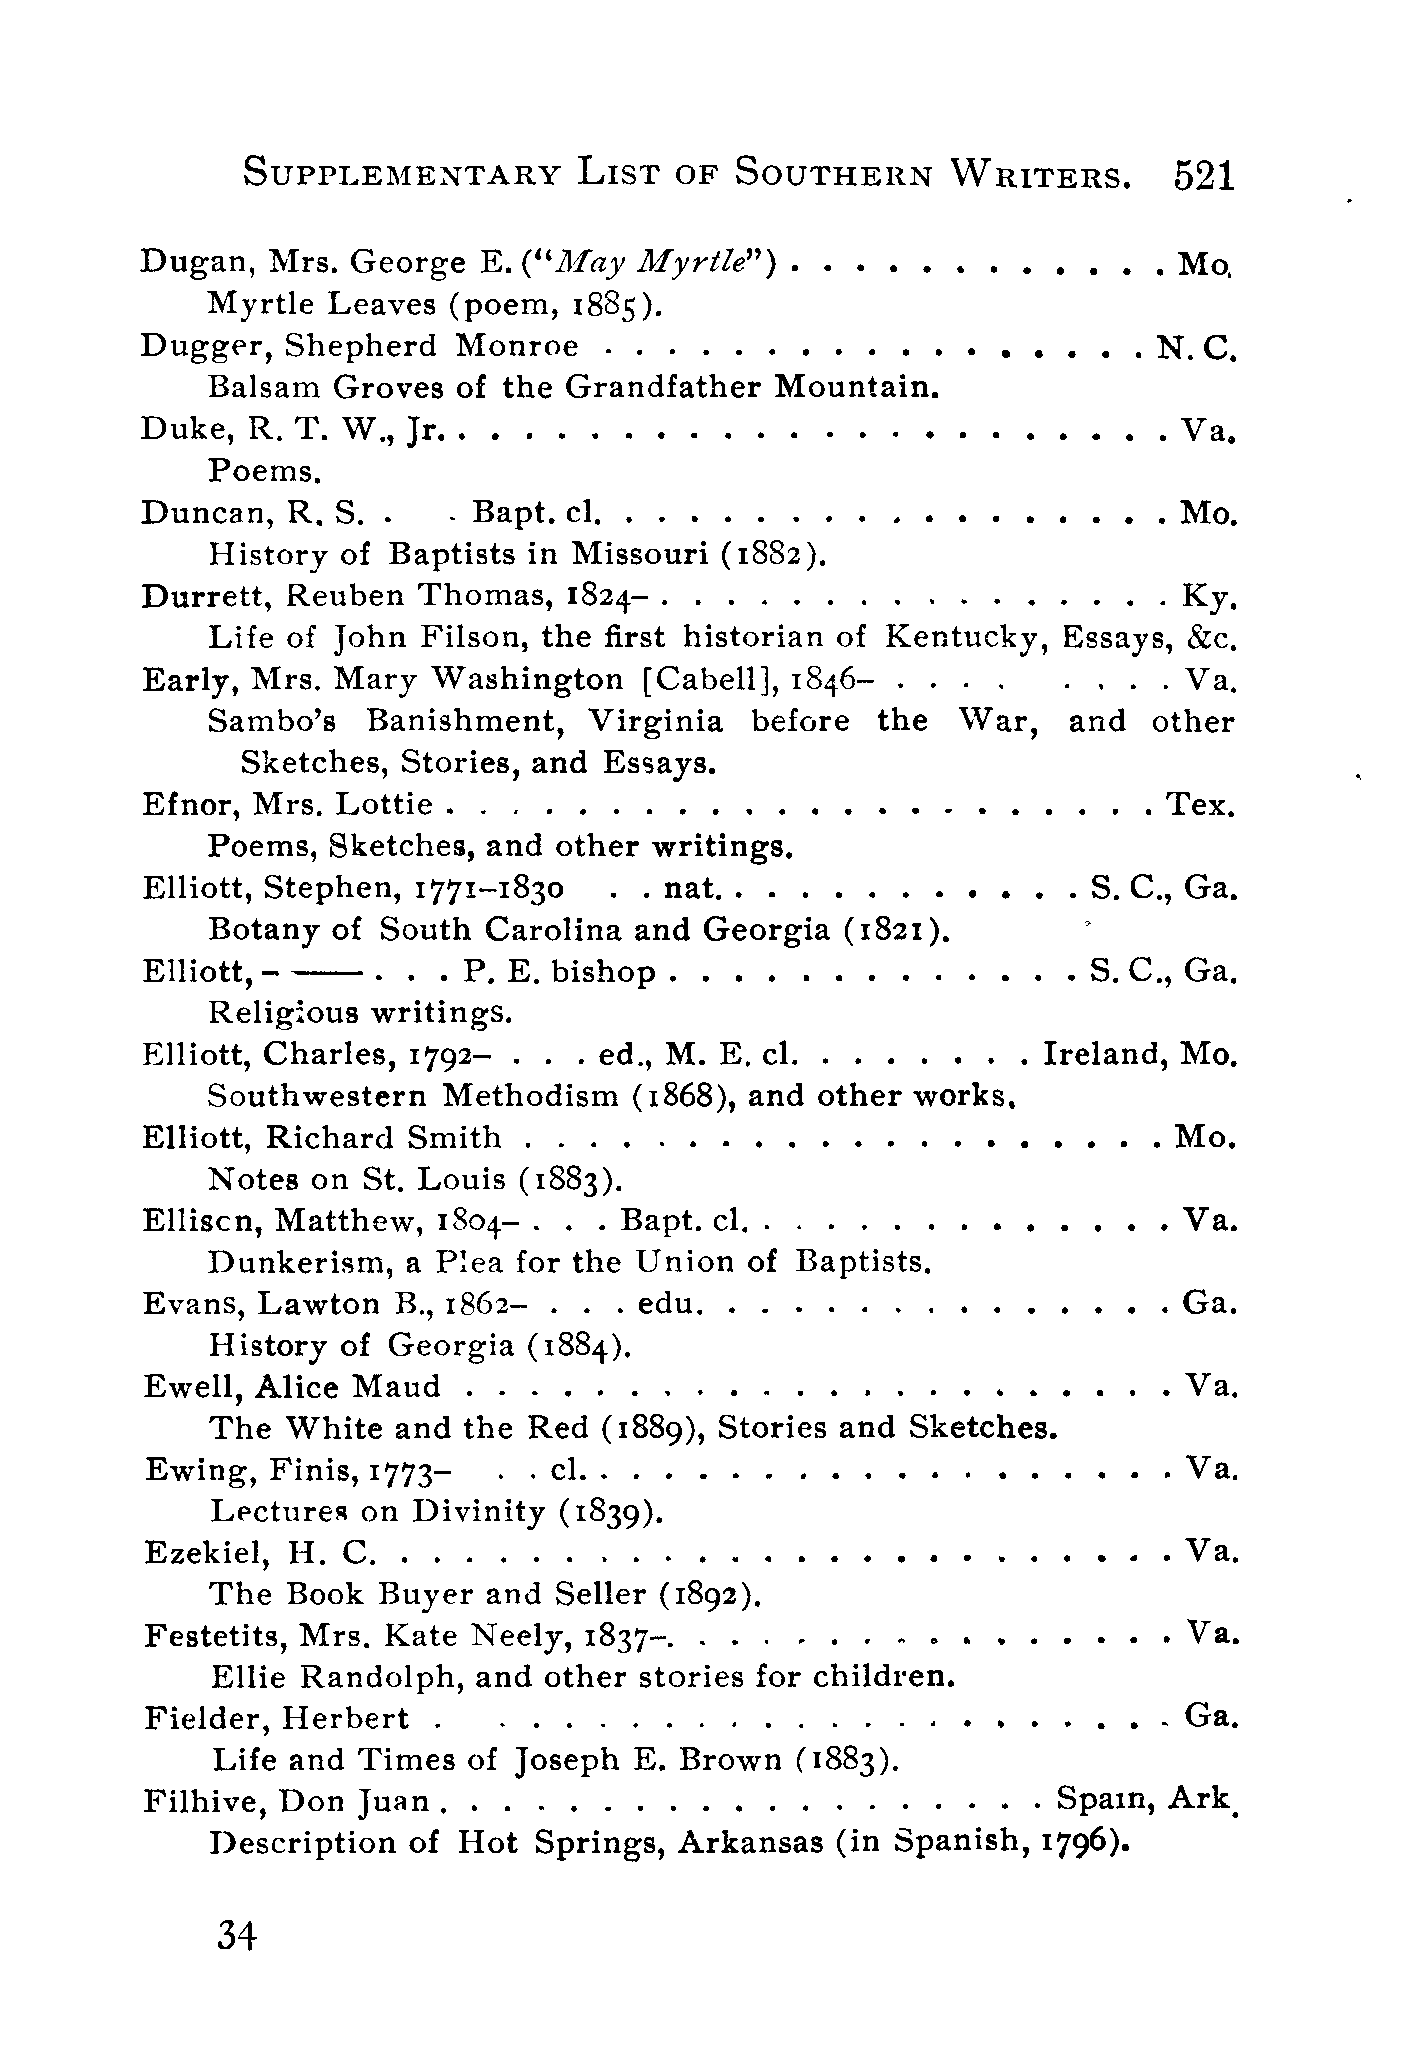 SUPPLEMENTARY LIST OF SOUTHERN WRITERS. 521
Dugan, Mrs. George E. ("May Myrtle") . . . . . . . . . . . . Mo.
Myrtle Leaves (poem, 1885).
Dugger, Shepherd Monroe . . . . . . . . . . . . . . . . . N. C.
Balsam Groves of the Grandfather Mountain.
Duke, R. T. W., Jr. . . . . . . . . . . . . . . . . . . . . . . Va.
Poems.
Duncan, R. S. . . Bapt. cl. . . . . . . . . . . . . . . . . . . Mo.
History of Baptists in Missouri (1882).
Durrett, Reuben Thomas, 1824– . . . . . . . . . . . . . . . . Ky.
Life of John Filson, the first historian of Kentucky, Essays, &c.
Early, Mrs. Mary Washington [Cabell], 1846– . . . . . . . . Va.
Sambo's Banishment, Virginia before the War, and other
Sketches, Stories, and Essays.
Efnor, Mrs. Lottie . . . . . . . . . . . . . . . . . . . . . . Tex.
Poems, Sketches, and other writings.
Elliott, Stephen, 1771–1830 . . nat. . . . . . . . . . . . S. C., Ga.
Botany of South Carolina and Georgia (1821).
Elliott, – —— . . . P. E. bishop . . . . . . . . . . . . . S. C., Ga.
Religious writings.
Elliott, Charles, 1792– . . . ed., M. E. cl. . . . . . . . Ireland, Mo.
Southwestern Methodism (1868), and other works.
Elliott, Richard Smith . . . . . . . . . . . . . . . . . . . . Mo.
Notes on St. Louis (1883).
Elliscn, Matthew, 1804– . . . Bapt. cl. . . . . . . . . . . . . . Va.
Dunkerism, a Plea for the Union of Baptists.
Evans, Lawton B., 1862– . . . edu. . . . . . . . . . . . . . . . Ga.
History of Georgia (1884).
Ewell, Alice Maud . . . . . . . . . . . . . . . . . . . . . . Va.
The White and the Red (1889), Stories and Sketches.
Ewing, Finis, 1773– . . cl. . . . . . . . . . . . . . . . . . . Va.
Lectures on Divinity (1839).
Ezekiel, H. C. . . . . . . . . . . . . . . . . . . . . . . . . Va.
The Book Buyer and Seller (1892).
Festetits, Mrs. Kate Neely, 1837–. . . . . . . . . . . . . . . . Va.
Ellie Randolph, and other stories for children.
Fielder, Herbert . . . . . . . . . . . . . . . . . . . . . . . Ga.
Life and Times of Joseph E. Brown (1883).
Filhive, Don Juan . . . . . . . . . . . . . . . . . . . Spain, Ark.
Description of Hot Springs, Arkansas (in Spanish, 1796).
34